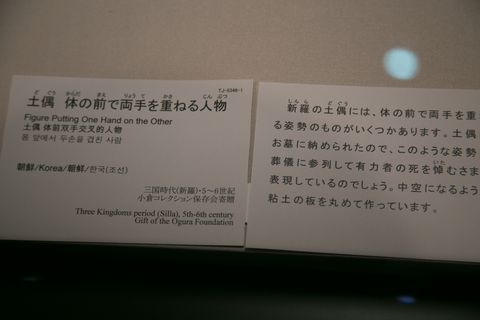 TJ-5348-1
土偶 体の前で両手を重ねる人物
Figure Putting One Hand on the Other
土偶 体前双手交叉的人物
몸 앞에서 두손을 겹친 사람
朝鮮/Korea/朝鲜/한국(조선)
三国時代(新羅)・5～6世紀
小倉コレクション保存会寄贈
Three Kingdoms period (Silla), 5th-6th century
Gift of the Ogura Foundation
新羅の土偶には、体の前で両手を重
る姿勢のものがいくつかあります。土偶
お墓に納められたので、このような姿勢
葬儀に参列して有力者の死を悼むさま
表現しているのでしょう。中空になるよう
粘土の板を丸めて作っています。